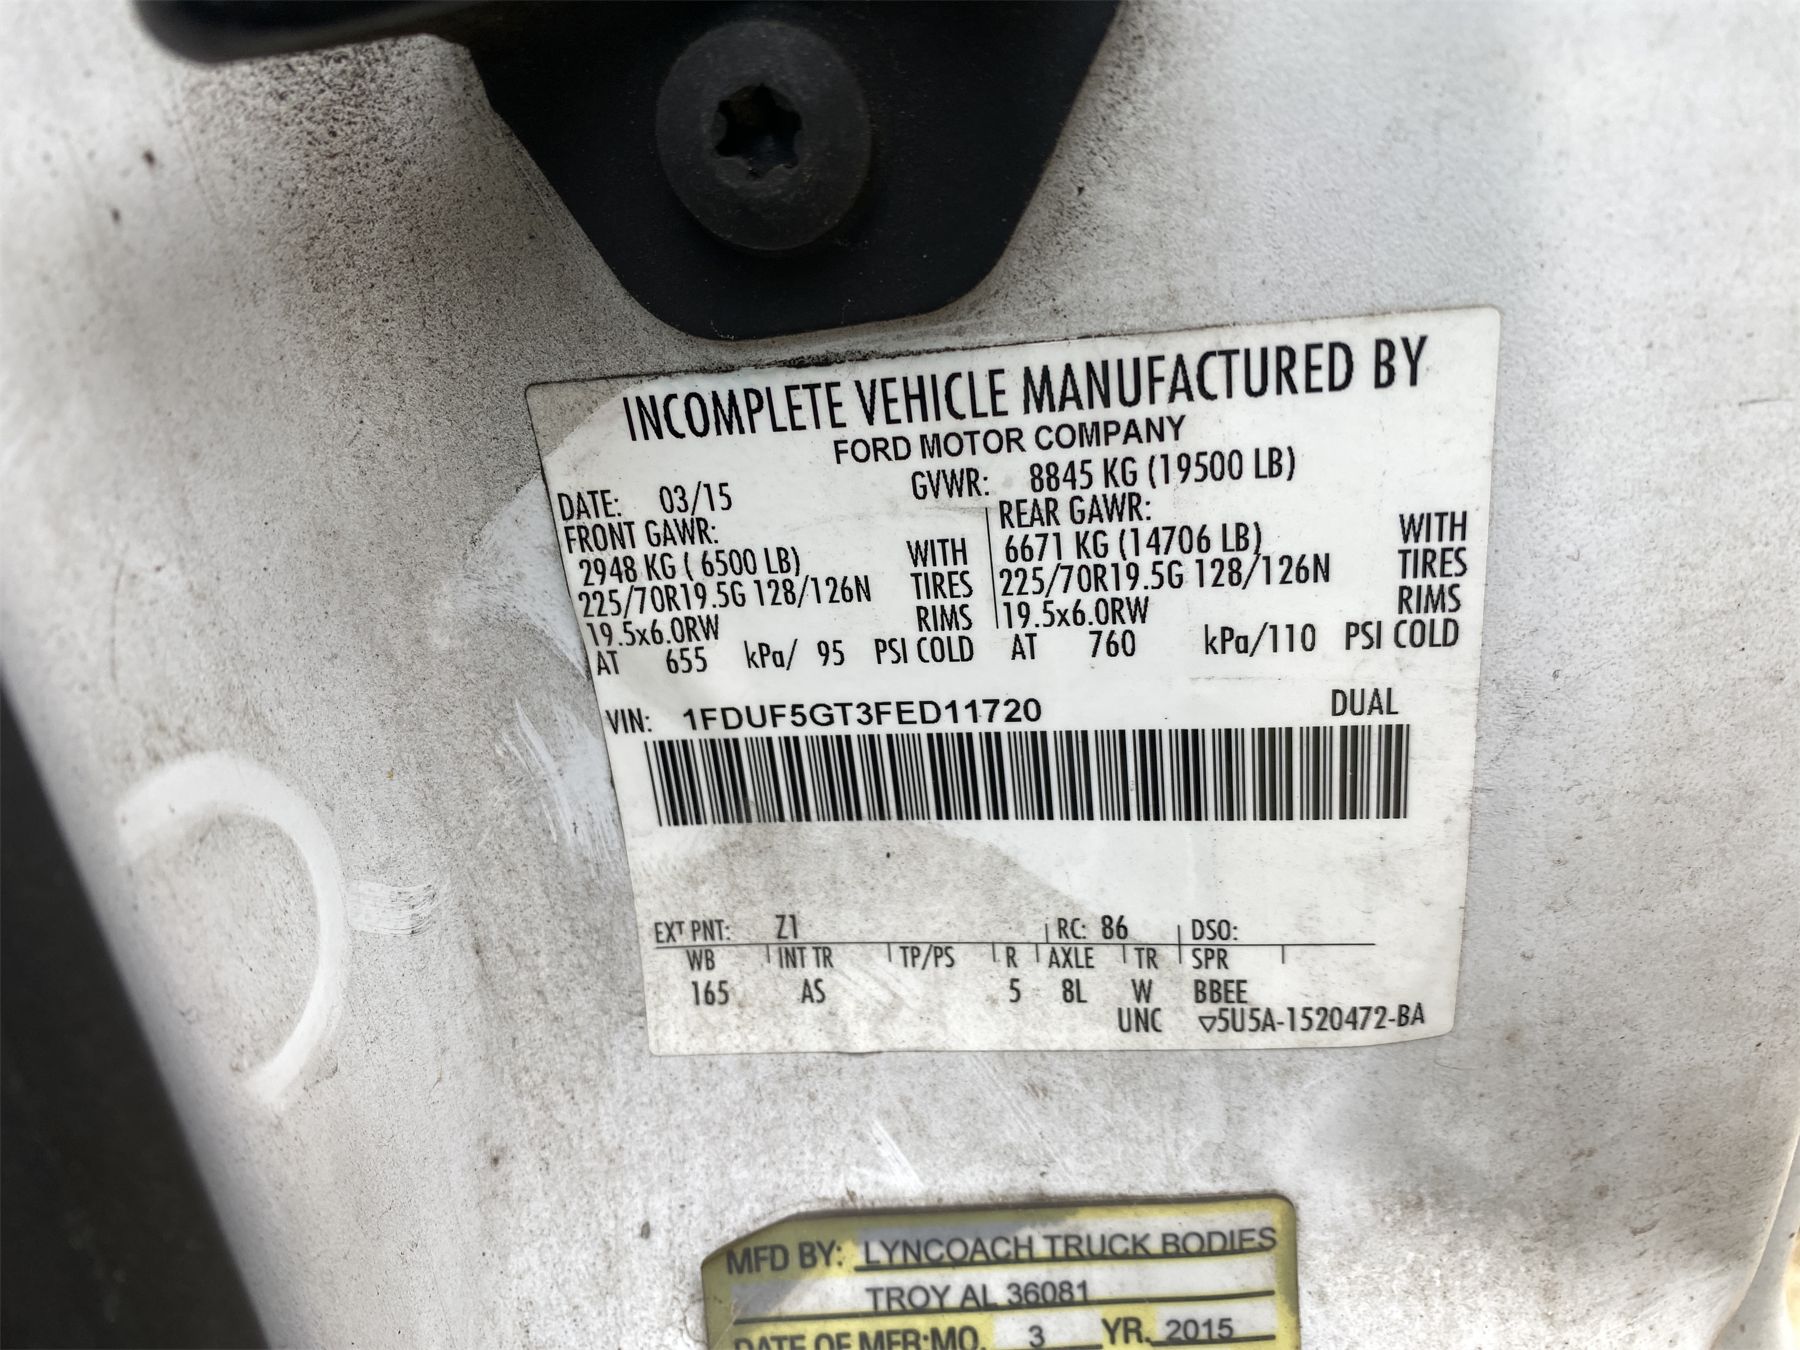 INCOMPLETE VEHICLE MANUFACTURED BY
FORD MOTOR COMPANY
DATE: 03/15 GVWR: 8845 KG (19500 LB)
FRONT GAWR: REAR GAWR:
2948 KG ( 6500 LB) WITH 6671 KG (14706 LB) WITH
225/70R19.5G 128/126N TIRES 225/70R19.5G 128/126N TIRES
19.5x6.0RW RIMS 19.5x6.0RW RIMS
AT 655 kPa/ 95 PSI COLD AT 760 kPa/110 PSI COLD
VIN: 1FDUF5GT3FED11720 DUAL
EXT PNT: Z1 RC: 86 DSO:
WB INT TR TP/PS R AXLE TR SPR
165 AS 5 8L W BBEE
UNC ▽5U5A-1520472-BA
MFD BY: LYNCOACH TRUCK BODIES
TROY AL 36081
DATE OF MFR: MO. 3 YR. 2015